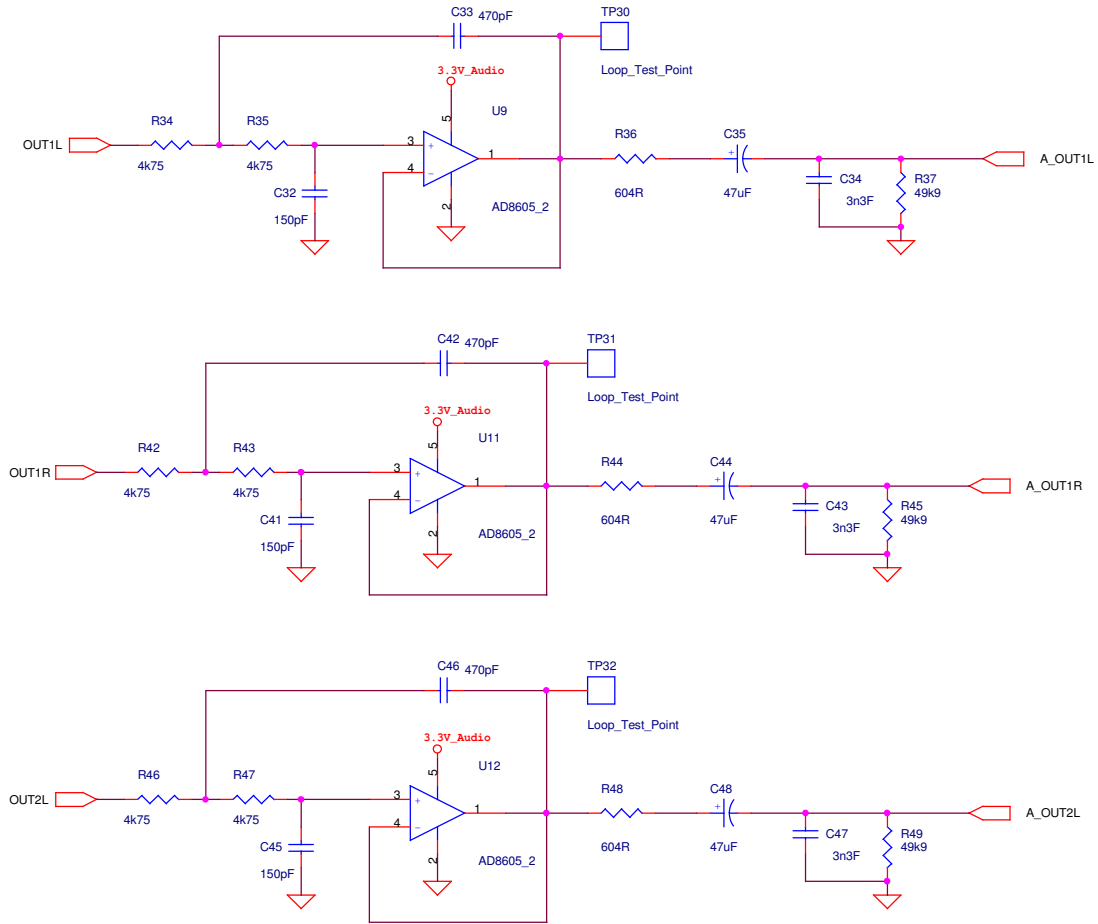 C33 470pF
TP30
Loop_Test_Point
3.3V_Audio
U9
5
OUT1L
R34
4k75
R35
4k75
C32
150pF
3
+
4
-
1
2
AD8605_2
R36
604R
C35
+
47uF
C34
3n3F
R37
49k9
A_OUT1L
C42 470pF
TP31
Loop_Test_Point
3.3V_Audio
U11
5
OUT1R
R42
4k75
R43
4k75
C41
150pF
3
+
4
-
1
2
AD8605_2
R44
604R
C44
+
47uF
C43
3n3F
R45
49k9
A_OUT1R
C46 470pF
TP32
Loop_Test_Point
3.3V_Audio
U12
5
OUT2L
R46
4k75
R47
4k75
C45
150pF
3
+
4
-
1
2
AD8605_2
R48
604R
C48
+
47uF
C47
3n3F
R49
49k9
A_OUT2L